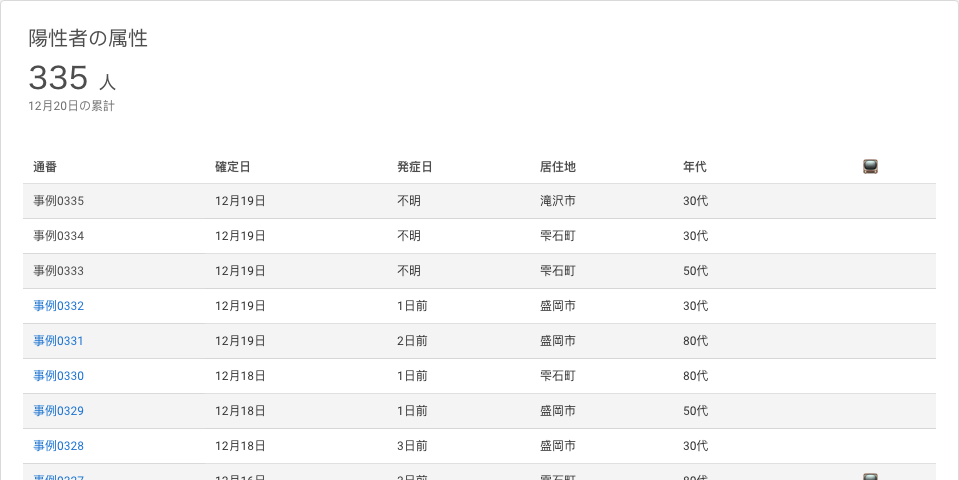 陽性者の属性
335 人
12月20日の累計
通番 確定日 発症日 居住地 年代
事例0335 12月19日 不明 滝沢市 30代
事例0334 12月19日 不明 雫石町 30代
事例0333 12月19日 不明 雫石町 50代
事例0332 12月19日 1日前 盛岡市 30代
事例0331 12月19日 2日前 盛岡市 80代
事例0330 12月18日 1日前 雫石町 80代
事例0329 12月18日 1日前 盛岡市 50代
事例0328 12月18日 3日前 盛岡市 30代